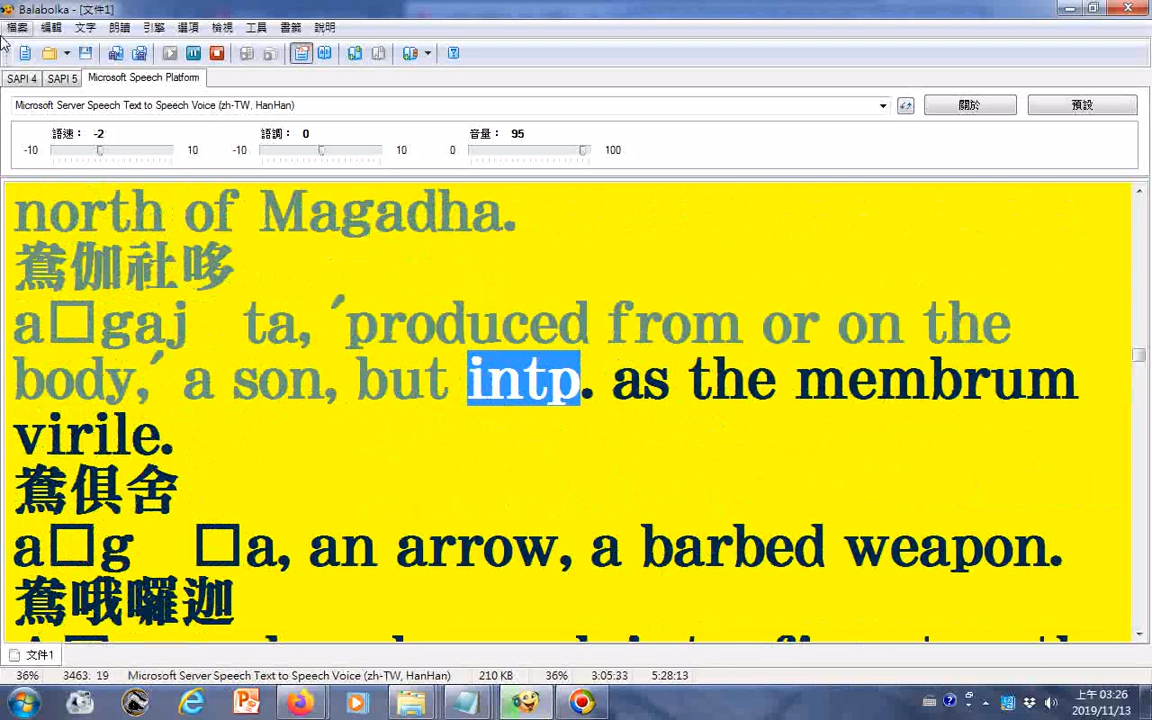 Balabolka - [文件1]
檔案 編輯 文字 朗讀 引擎 選項 檢視 工具 書籤 說明
SAPI 4 SAPI 5 Microsoft Speech Platform
Microsoft Server Speech Text to Speech Voice (zh-TW, HanHan) 關於 預設
語速： -2 語調： 0 音量： 95
-10 10 -10 10 0 100
north of Magadha.
鴦伽社哆
a□gaj ta, ′produced from or on the
body,′ a son, but intp. as the membrum
virile.
鴦俱舍
a□g □a, an arrow, a barbed weapon.
鴦哦囉迦
文件1
36% 3463: 19 Microsoft Server Speech Text to Speech Voice (zh-TW, HanHan) 210 KB 36% 3:05:33 5:28:13
上午 03:26
2019/11/13